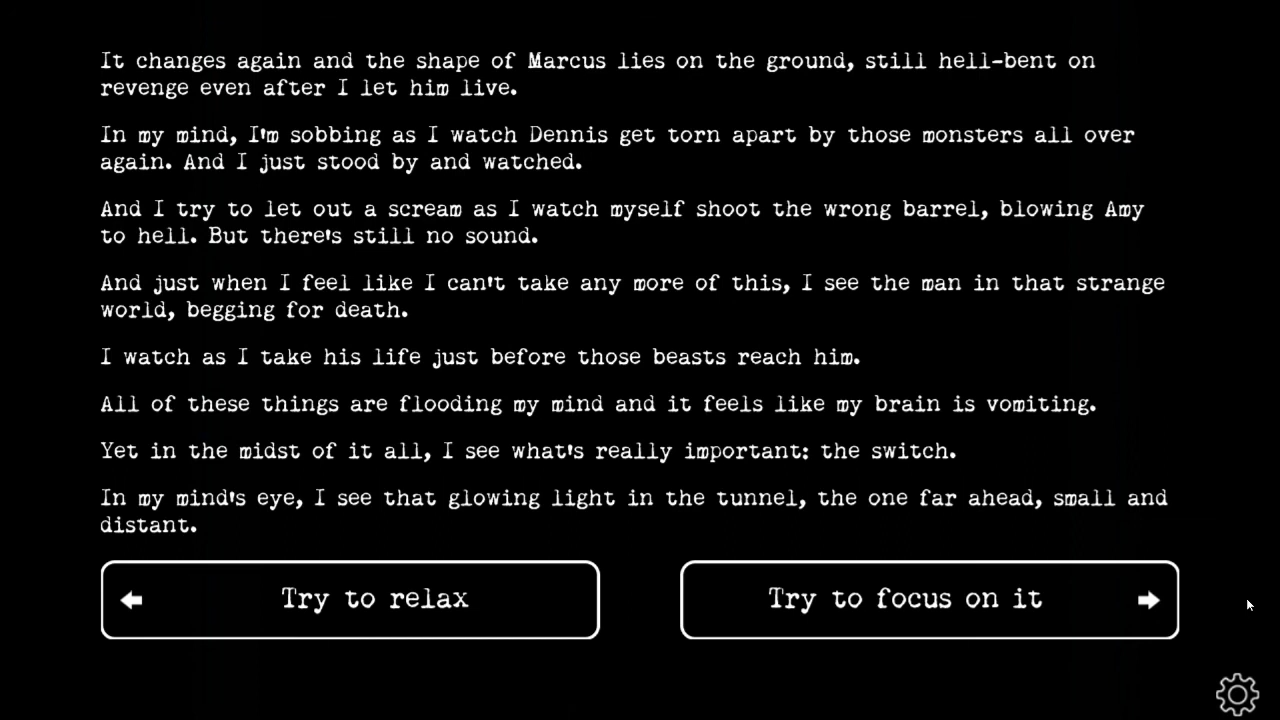 It changes again and the shape of Marcus lies on the ground, still hell-bent on
revenge even after I let him live.
In my mind, I'm sobbing as I watch Dennis get torn apart by those monsters all over
again. And I just stood by and watched.
And I try to let out a scream as I watch myself shoot the wrong barrel, blowing Amy
to hell. But there's still no sound.
And just when I feel like I can't take any more of this, I see the man in that strange
world, begging for death.
I watch as I take his life just before those beasts reach him.
All of these things are flooding my mind and it feels like my brain is vomiting.
Yet in the midst of it all, I see what's really important: the switch.
In my mind's eye, I see that glowing light in the tunnel, the one far ahead, small and
distant.
Try to relax
Try to focus on it